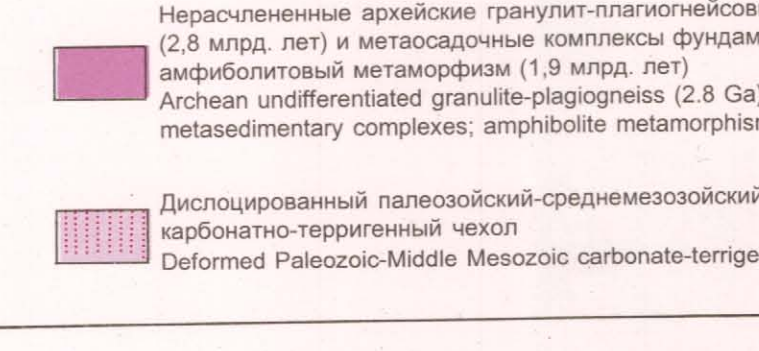 Нерасчлененные архейские гранулит-плагиогнейсов
(2,8 млрд. лет) и метаосадочные комплексы фундам
амфиболитовый метаморфизм (1,9 млрд. лет)
Archean undifferentiated granulite-plagiogneiss (2.8 Ga)
metasedimentary complexes; amphibolite metamorphism
Дислоцированный палеозойский-среднемезозойский
карбонатно-терригенный чехол
Deformed Paleozoic-Middle Mesozoic carbonate-terrige